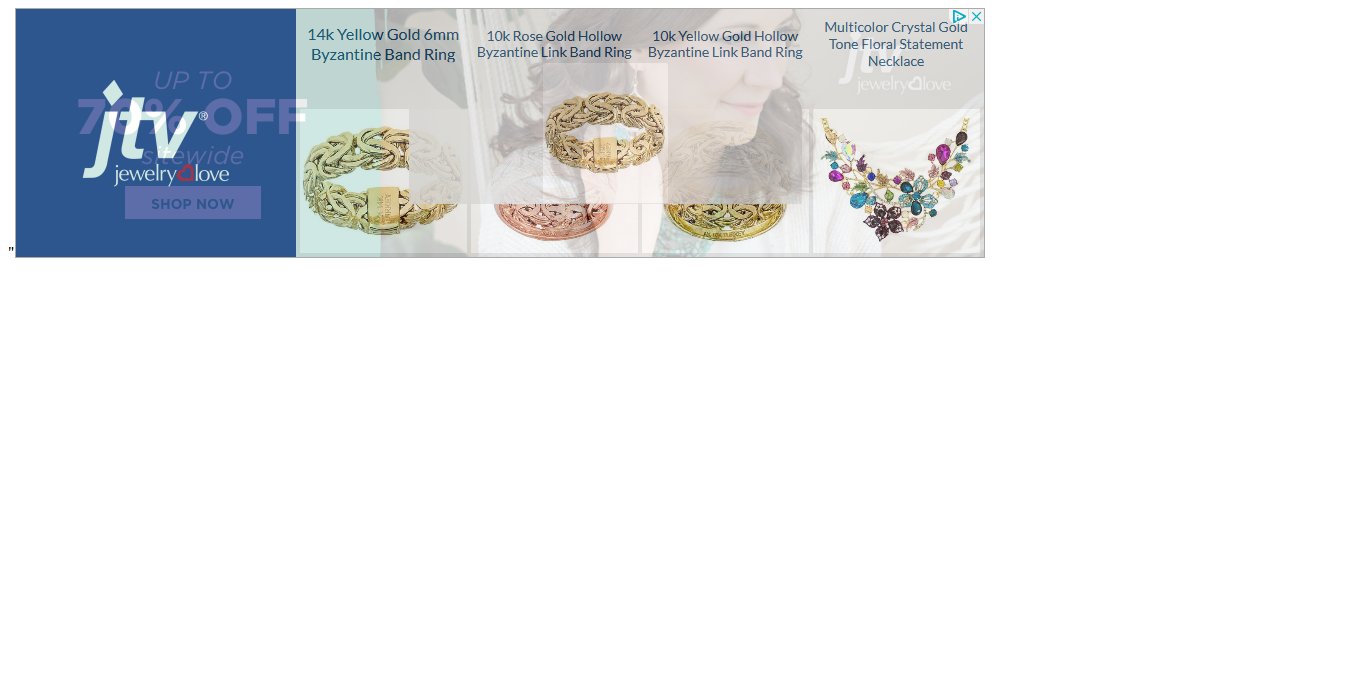 "
UP TO
70% OFF
sitewide
SHOP NOW
jtv®
jewelry love
14k Yellow Gold 6mm
Byzantine Band Ring
10k Rose Gold Hollow
Byzantine Link Band Ring
10k Yellow Gold Hollow
Byzantine Link Band Ring
Multicolor Crystal Gold
Tone Floral Statement
Necklace
jtv
jewelry love